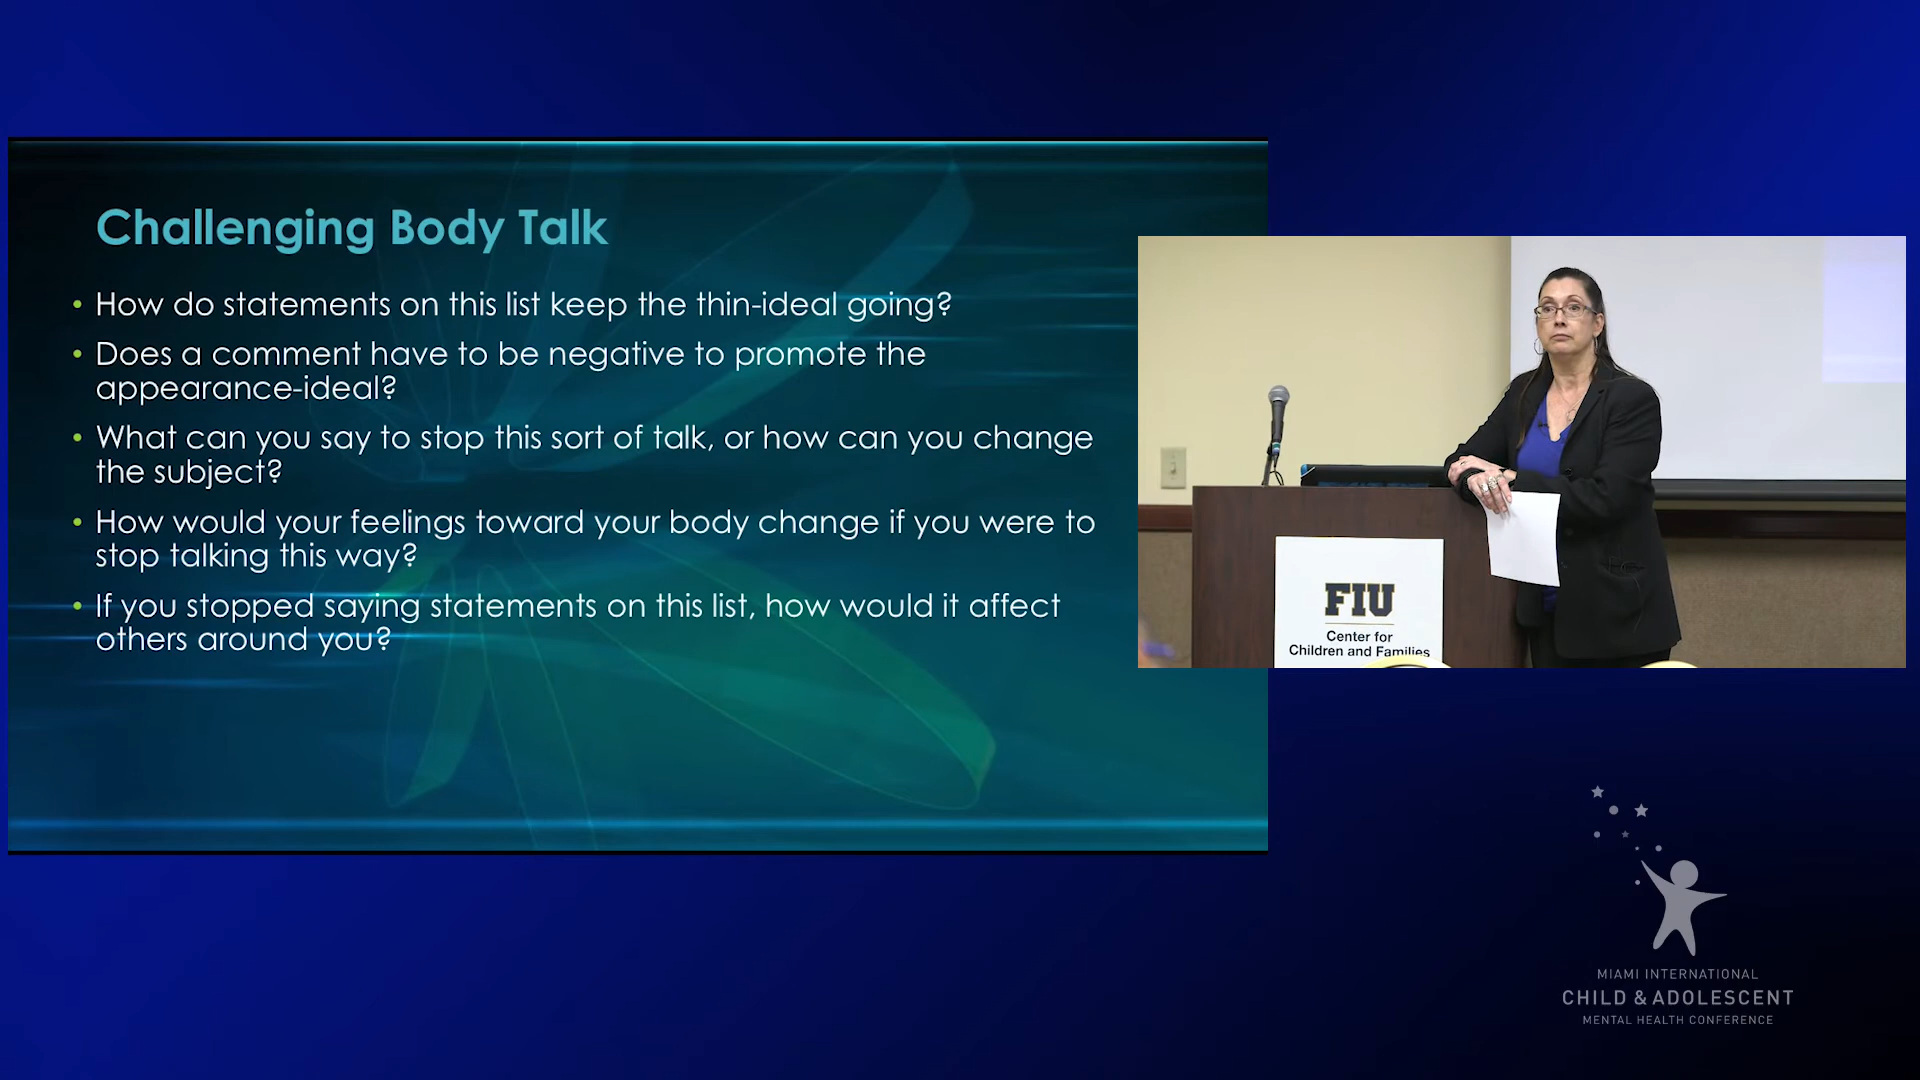 Challenging Body Talk
• How do statements on this list keep the thin-ideal going?
• Does a comment have to be negative to promote the
appearance-ideal?
• What can you say to stop this sort of talk, or how can you change
the subject?
• How would your feelings toward your body change if you were to
stop talking this way?
• If you stopped saying statements on this list, how would it affect
others around you?
FIU
Center for
Children and Families
MIAMI INTERNATIONAL
CHILD & ADOLESCENT
MENTAL HEALTH CONFERENCE